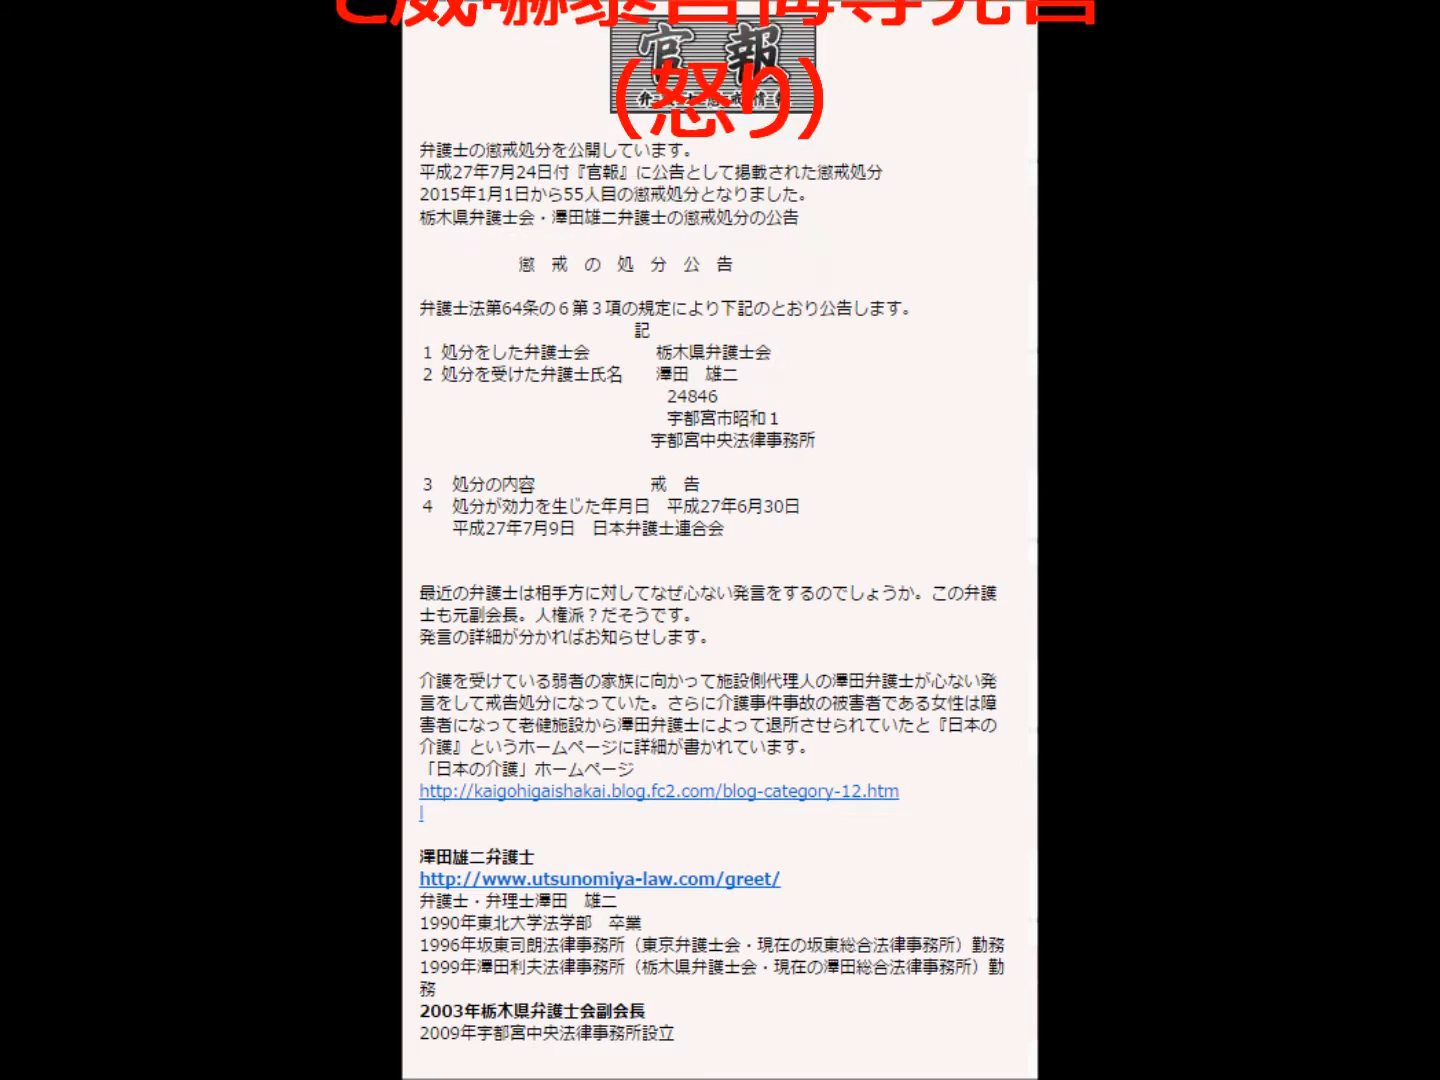 と威嚇暴言侮辱発言
(怒り)
官報
弁護士の懲戒処分を公開しています。
平成27年7月24日付『官報』に公告として掲載された懲戒処分
2015年1月1日から55人目の懲戒処分となりました。
栃木県弁護士会・澤田雄二弁護士の懲戒処分の公告
懲 戒 の 処 分 公 告
弁護士法第64条の６第３項の規定により下記のとおり公告します。
記
1 処分をした弁護士会 栃木県弁護士会
2 処分を受けた弁護士氏名 澤田 雄二
24846
宇都宮市昭和１
宇都宮中央法律事務所
3 処分の内容 戒 告
4 処分が効力を生じた年月日 平成27年6月30日
平成27年7月9日 日本弁護士連合会
最近の弁護士は相手方に対してなぜ心ない発言をするのでしょうか。この弁護
士も元副会長。人権派？だそうです。
発言の詳細が分かればお知らせします。
介護を受けている弱者の家族に向かって施設側代理人の澤田弁護士が心ない発
言をして戒告処分になっていた。さらに介護事件事故の被害者である女性は障
害者になって老健施設から澤田弁護士によって退所させられていたと『日本の
介護』というホームページに詳細が書かれています。
「日本の介護」ホームページ
http://kaigohigaishakai.blog.fc2.com/blog-category-12.htm
l
澤田雄二弁護士
http://www.utsunomiya-law.com/greet/
弁護士・弁理士澤田 雄二
1990年東北大学法学部 卒業
1996年坂東司朗法律事務所（東京弁護士会・現在の坂東総合法律事務所）勤務
1999年澤田利夫法律事務所（栃木県弁護士会・現在の澤田総合法律事務所）勤
務
2003年栃木県弁護士会副会長
2009年宇都宮中央法律事務所設立